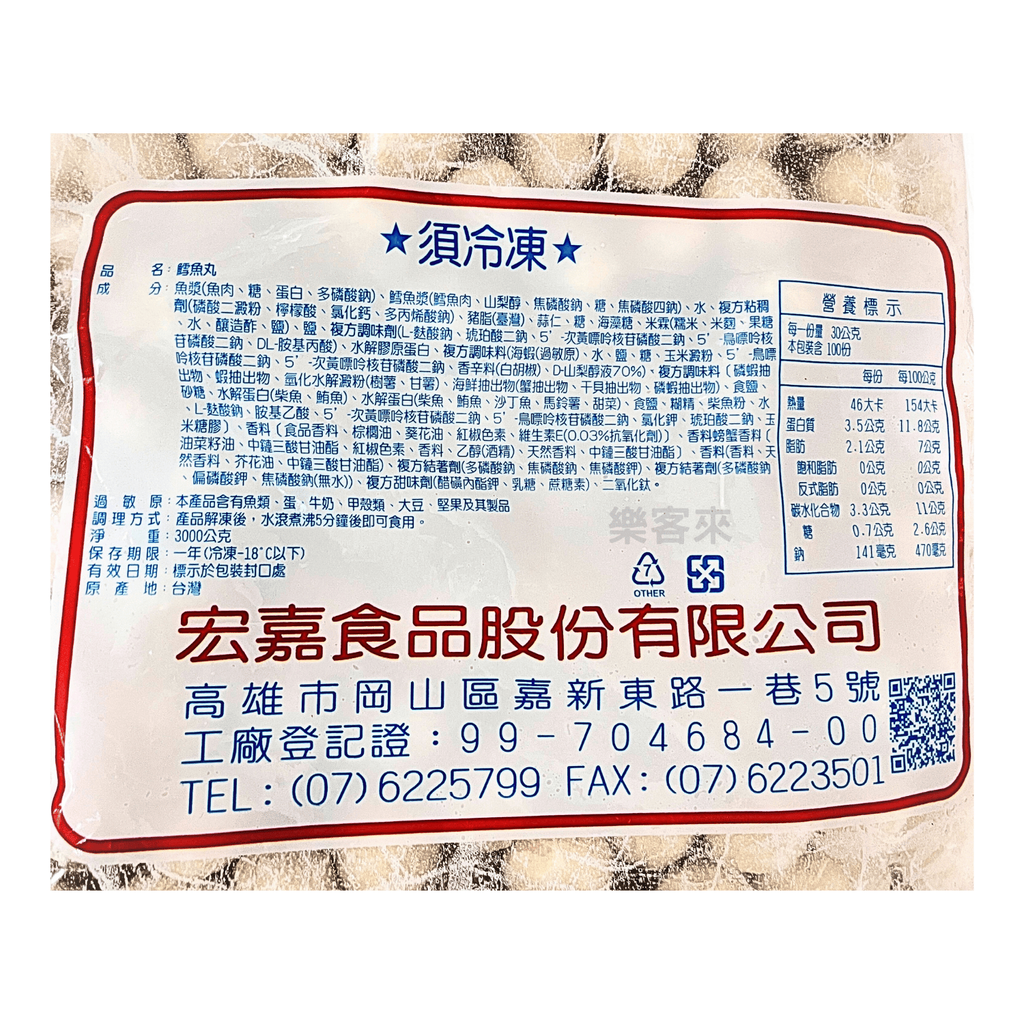 ★須冷凍★
品名：鱈魚丸
成分：魚漿(魚肉、糖、蛋白、多磷酸鈉)、鱈魚漿(鱈魚肉、山梨醇、焦磷酸鈉、糖、焦磷酸四鈉)、水、複方粘稠
劑(磷酸二澱粉、檸檬酸、氯化鈣、多丙烯酸鈉)、豬脂(臺灣)、蒜仁、糖、海藻糖、米霖(糯米、米麴、果糖
、水、釀造酢、鹽)、鹽、複方調味劑(L-麩酸鈉、琥珀酸二鈉、5’-次黃嘌呤核苷磷酸二鈉、5’-鳥嘌呤核
苷磷酸二鈉、DL-胺基丙酸)、水解膠原蛋白、複方調味料(海蝦(過敏原)、水、鹽、糖、玉米澱粉、5’-鳥嘌
呤核苷磷酸二鈉、5’-次黃嘌呤核苷磷酸二鈉、香辛料(白胡椒)、D-山梨醇液70%)、複方調味料(磷蝦抽
出物、蝦抽出物、氫化水解澱粉(樹薯、甘薯)、海鮮抽出物(蟹抽出物、干貝抽出物、磷蝦抽出物)、食鹽、
砂糖、水解蛋白(柴魚、鮪魚)、水解蛋白(柴魚、鮪魚、沙丁魚、馬鈴薯、甜菜)、食鹽、糊精、柴魚粉、水
、L-麩酸鈉、胺基乙酸、5’-次黃嘌呤核苷磷酸二鈉、5’-鳥嘌呤核苷磷酸二鈉、氯化鉀、琥珀酸二鈉、玉
米糖膠)、香料〔食品香料、棕櫚油、葵花油、紅椒色素、維生素E(0.03%抗氧化劑)〕、香料螃蟹香料〔
油菜籽油、中鏈三酸甘油酯、紅椒色素、香料、乙醇(酒精)、天然香料、中鏈三酸甘油酯〕、香料(香料、天
然香料、芥花油、中鏈三酸甘油酯)、複方結著劑(多磷酸鈉、焦磷酸鈉、焦磷酸鉀)、複方結著劑(多磷酸鈉
、偏磷酸鉀、焦磷酸鈉(無水))、複方甜味劑(醋磺內酯鉀、乳糖、蔗糖素)、二氧化鈦。
過敏原：本產品含有魚類、蛋、牛奶、甲殼類、大豆、堅果及其製品
調理方式：產品解凍後，水滾煮沸5分鐘後即可食用。
淨重：3000公克
保存期限：一年(冷凍-18°C以下)
有效日期：標示於包裝封口處
原產地：台灣
營養標示
每一份量 30公克
本包裝含 100份
每份 每100公克
熱量 46大卡 154大卡
蛋白質 3.5公克 11.8公克
脂肪 2.1公克 7公克
飽和脂肪 0公克 0公克
反式脂肪 0公克 0公克
碳水化合物 3.3公克 11公克
糖 0.7公克 2.6公克
鈉 141毫克 470毫克
樂客來
7
OTHER
宏嘉食品股份有限公司
高雄市岡山區嘉新東路一巷5號
工廠登記證：99-704684-00
TEL：(07)6225799 FAX：(07)6223501